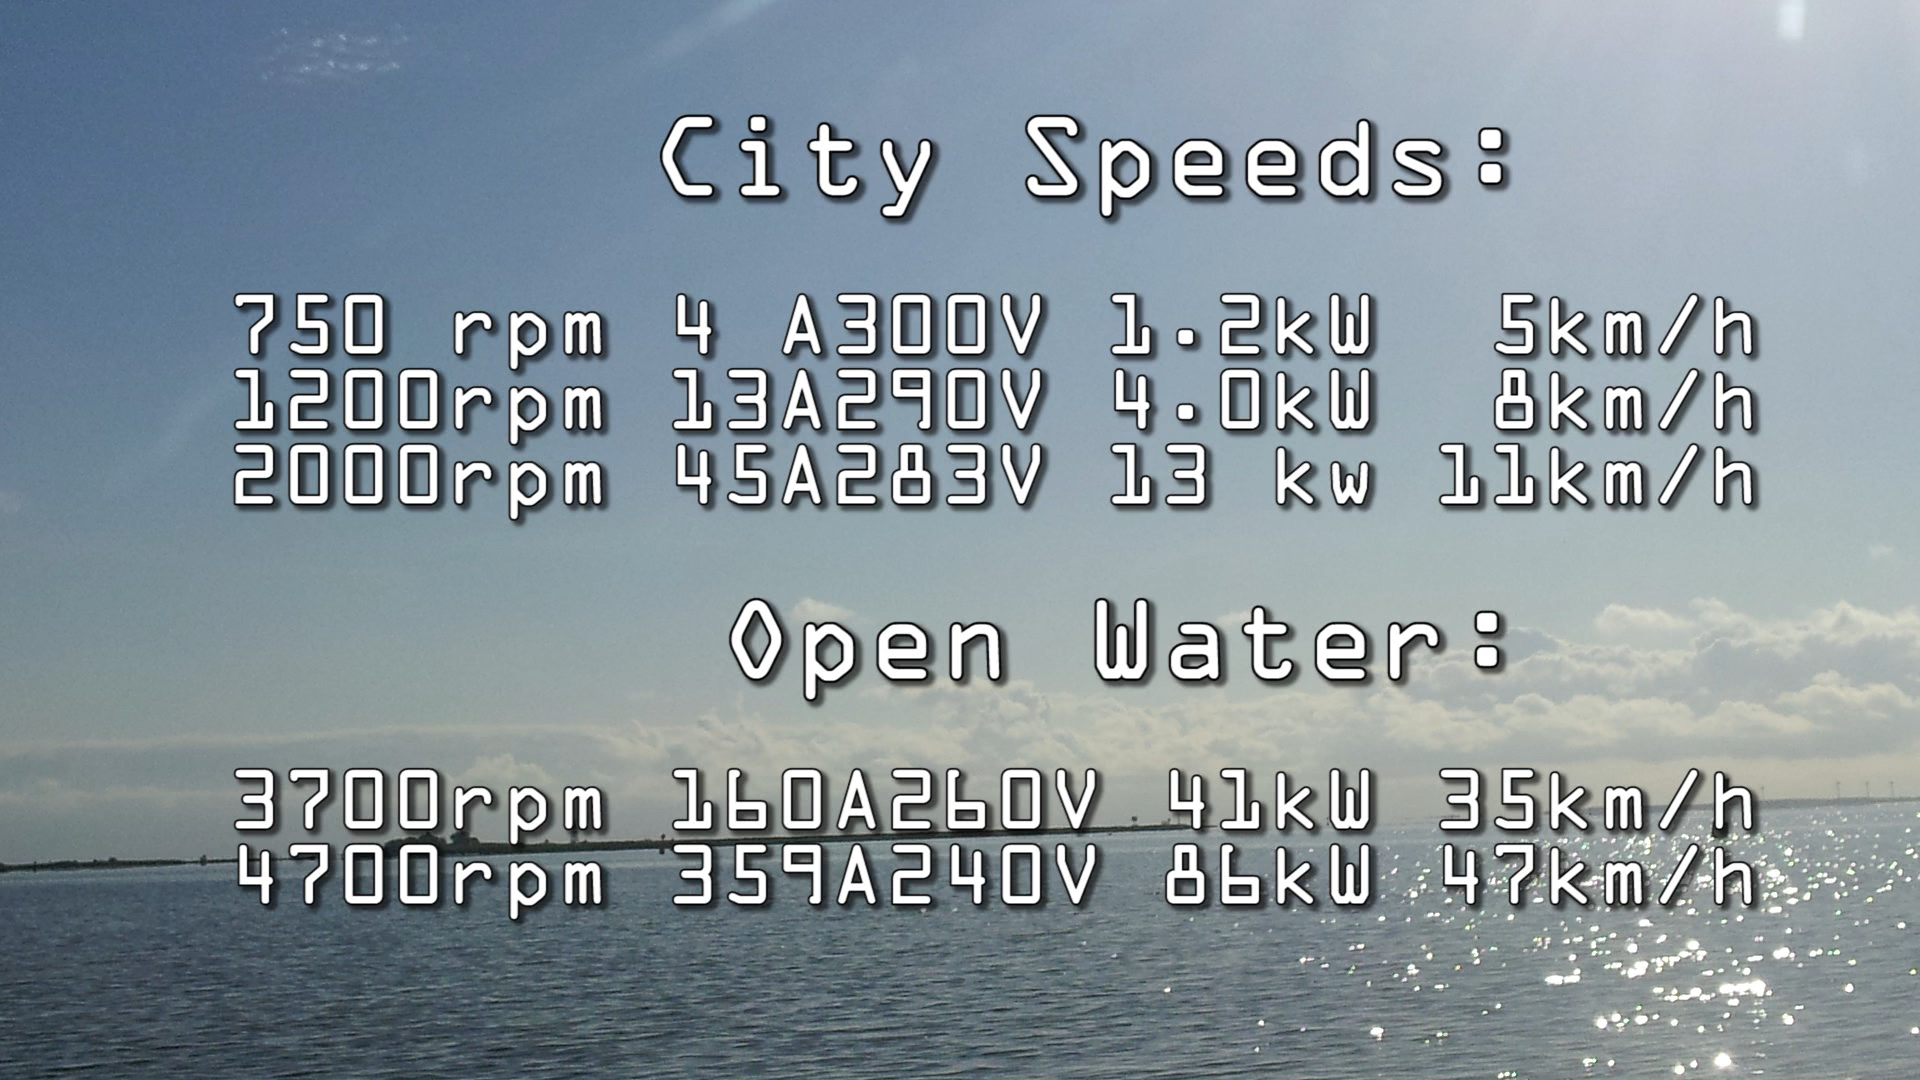 City Speeds:
750 rpm 4 A300V 1.2kW 5km/h
1200rpm 13A290V 4.0kW 8km/h
2000rpm 45A283V 13 kw 11km/h
Open Water:
3700rpm 160A260V 41kW 35km/h
4700rpm 359A240V 86kW 47km/h